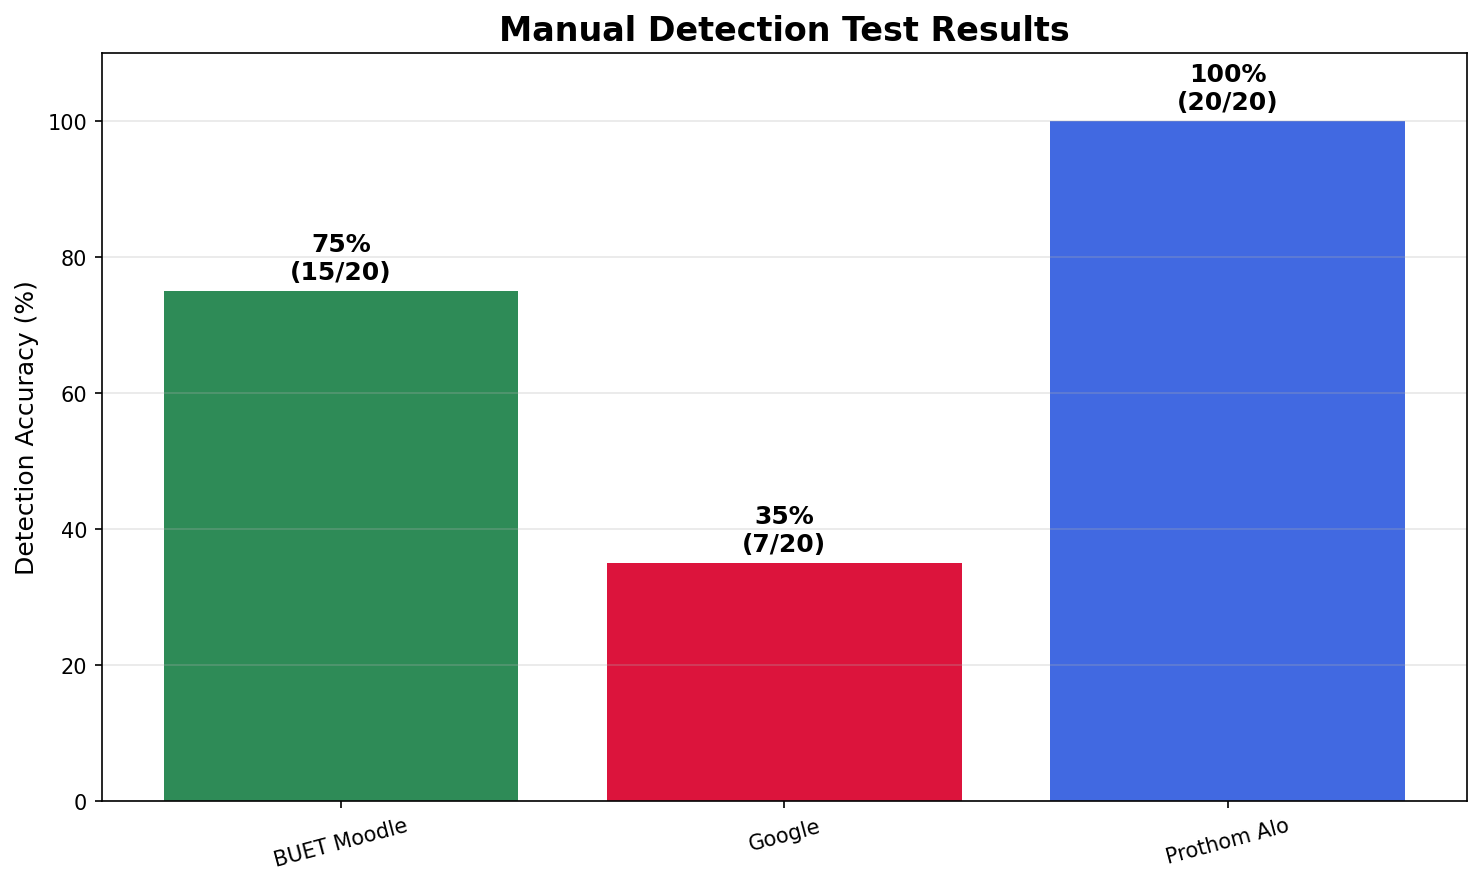 Manual Detection Test Results
Detection Accuracy (%)
100
80
60
40
20
0
75%
(15/20)
35%
(7/20)
100%
(20/20)
BUET Moodle
Google
Prothom Alo